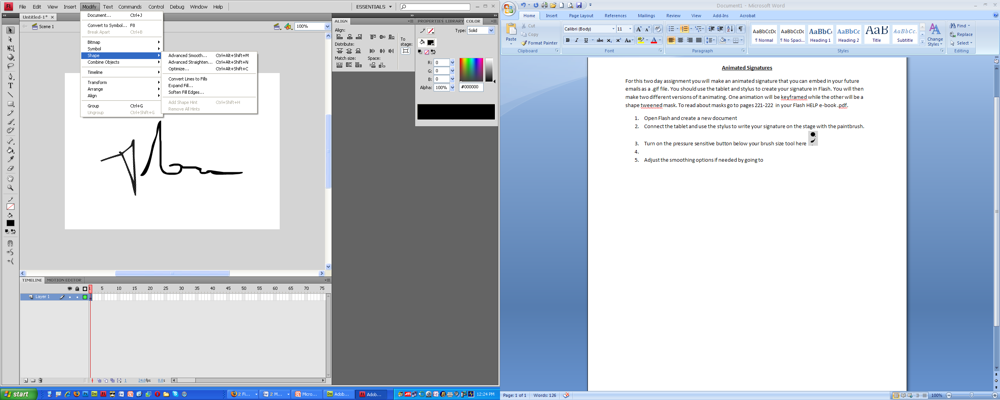 Fl File Edit View Insert Modify Text Commands Control Debug Window Help ESSENTIALS
Untitled-1*
Scene 1 100%
Document... Ctrl+J
Convert to Symbol... F8
Break Apart Ctrl+B
Bitmap
Symbol
Shape
Combine Objects
Timeline
Transform
Arrange
Align
Group Ctrl+G
Ungroup Ctrl+Shift+G
Advanced Smooth... Ctrl+Alt+Shift+M
Advanced Straighten... Ctrl+Alt+Shift+N
Optimize... Ctrl+Alt+Shift+C
Convert Lines to Fills
Expand Fill...
Soften Fill Edges...
Add Shape Hint Ctrl+Shift+H
Remove All Hints
ALIGN
Align:
Distribute:
Match size: Space:
To
stage:
PROPERTIES LIBRARY COLOR
Type: Solid
R: 0
G: 0
B: 0
Alpha: 100% #000000
TIMELINE MOTION EDITOR
1 5 10 15 20 25 30 35 40 45 50 55 60 65 70 75
Layer 1
1 24.0fps 0.0s
start 2 Fi... 2 M... Micro... Adob... Adob... 12:24 PM
Document1 - Microsoft Word
Home Insert Page Layout References Mailings Review View Add-Ins Acrobat
Paste
Cut
Copy
Format Painter
Clipboard
Calibri (Body) 11
B I U abc x₂ x² Aa
Font
Paragraph
AaBbCcDc AaBbCcDc AaBbC AaBbCc AaB AaBbCc.
¶ Normal ¶ No Spaci... Heading 1 Heading 2 Title Subtitle
Change
Styles
Styles
Find
Replace
Select
Editing
Animated Signatures
For this two day assignment you will make an animated signature that you can embed in your future
emails as a .gif file. You should use the tablet and stylus to create your signature in Flash. You will then
make two different versions of it animating. One animation will be keyframed while the other will be a
shape tweened mask. To read about masks go to pages 221-222 in your Flash HELP e-book .pdf.
1. Open Flash and create a new document
2. Connect the tablet and use the stylus to write your signature on the stage with the paintbrush.
3. Turn on the pressure sensitive button below your brush size tool here
4.
5. Adjust the smoothing options if needed by going to
Page: 1 of 1 Words: 126 100%